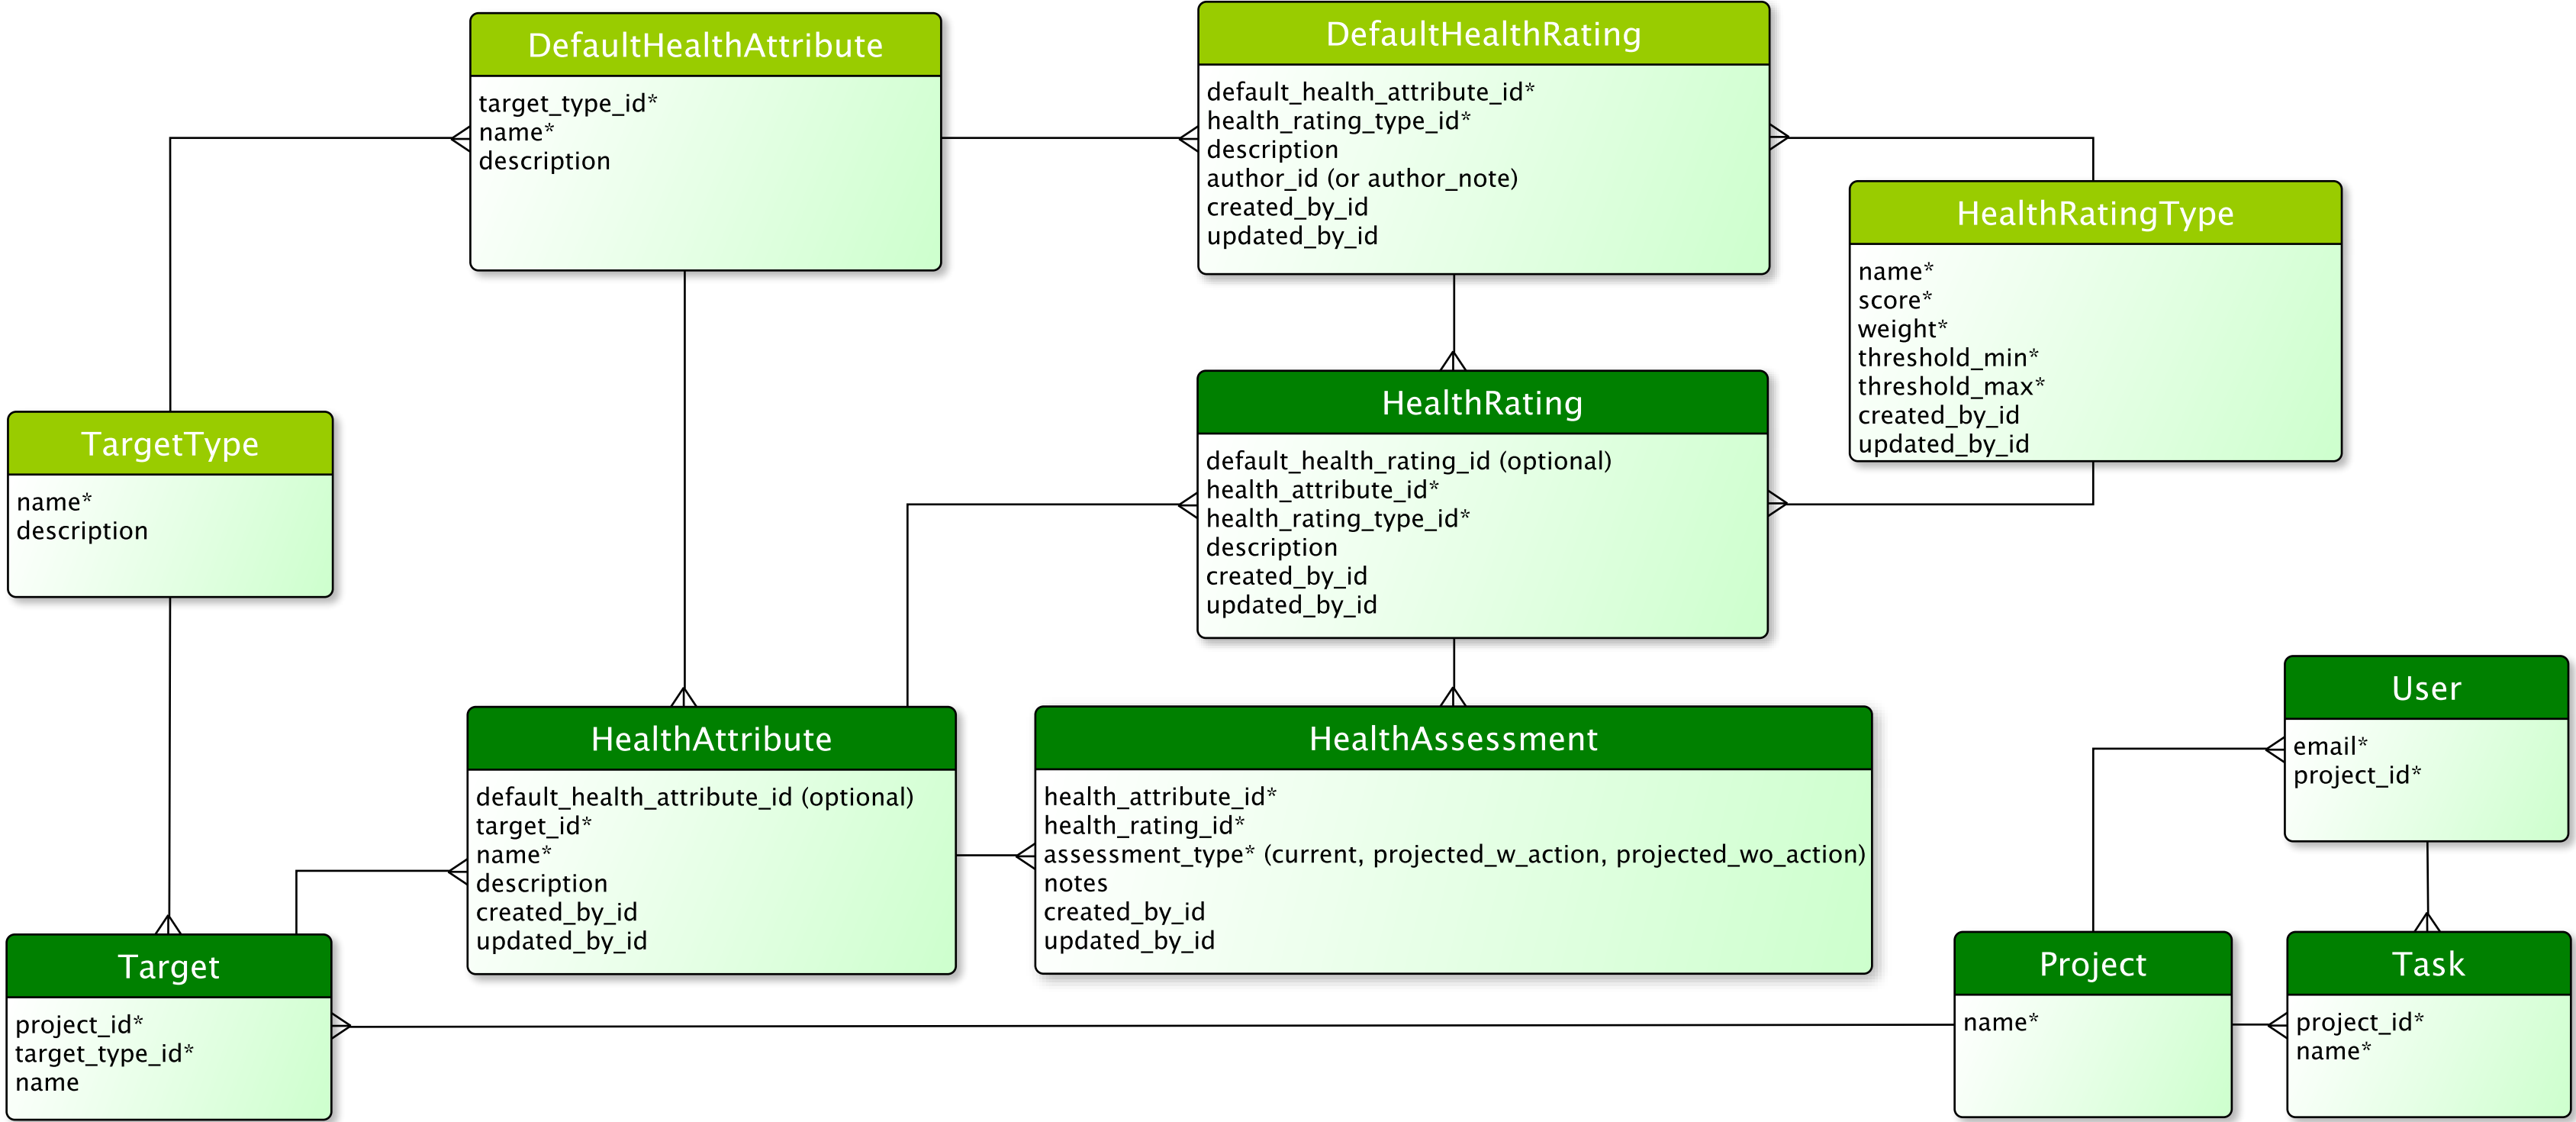 DefaultHealthAttribute
target_type_id*
name*
description
DefaultHealthRating
default_health_attribute_id*
health_rating_type_id*
description
author_id (or author_note)
created_by_id
updated_by_id
HealthRatingType
name*
score*
weight*
threshold_min*
threshold_max*
created_by_id
updated_by_id
TargetType
name*
description
HealthRating
default_health_rating_id (optional)
health_attribute_id*
health_rating_type_id*
description
created_by_id
updated_by_id
HealthAttribute
default_health_attribute_id (optional)
target_id*
name*
description
created_by_id
updated_by_id
HealthAssessment
health_attribute_id*
health_rating_id*
assessment_type* (current, projected_w_action, projected_wo_action)
notes
created_by_id
updated_by_id
User
email*
project_id*
Target
project_id*
target_type_id*
name
Project
name*
Task
project_id*
name*